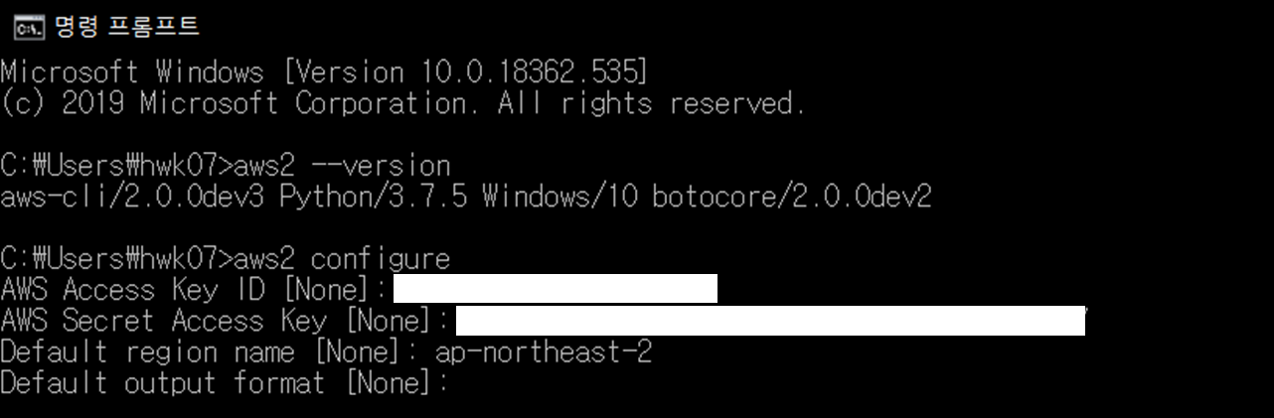 명령 프롬프트
Microsoft Windows [Version 10.0.18362.535]
(c) 2019 Microsoft Corporation. All rights reserved.
C:₩Users₩hwk07>aws2 --version
aws-cli/2.0.0dev3 Python/3.7.5 Windows/10 botocore/2.0.0dev2
C:₩Users₩hwk07>aws2 configure
AWS Access Key ID [None]:
AWS Secret Access Key [None]:
Default region name [None]: ap-northeast-2
Default output format [None]: